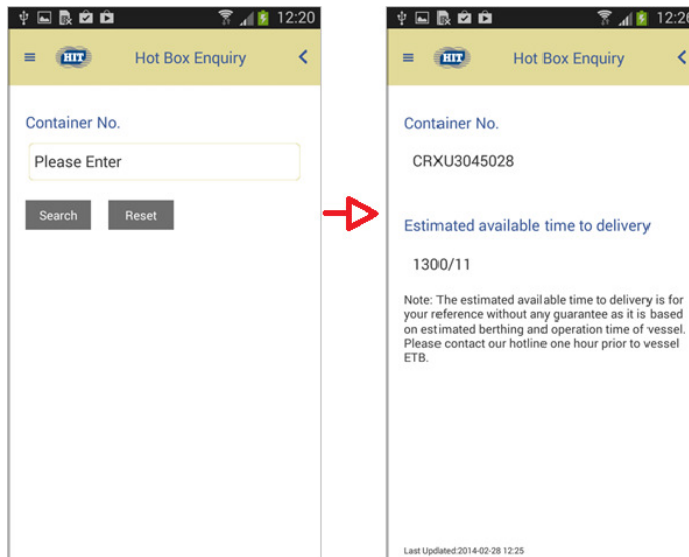 12:20
HIT
Hot Box Enquiry
Container No.
Please Enter
Search
Reset
12:20
HIT
Hot Box Enquiry
Container No.
CRXU3045028
Estimated available time to delivery
1300/11
Note: The estimated available time to delivery is for
your reference without any guarantee as it is based
on estimated berthing and operation time of vessel.
Please contact our hotline one hour prior to vessel
ETB.
Last Updated:2014-02-28 12:25